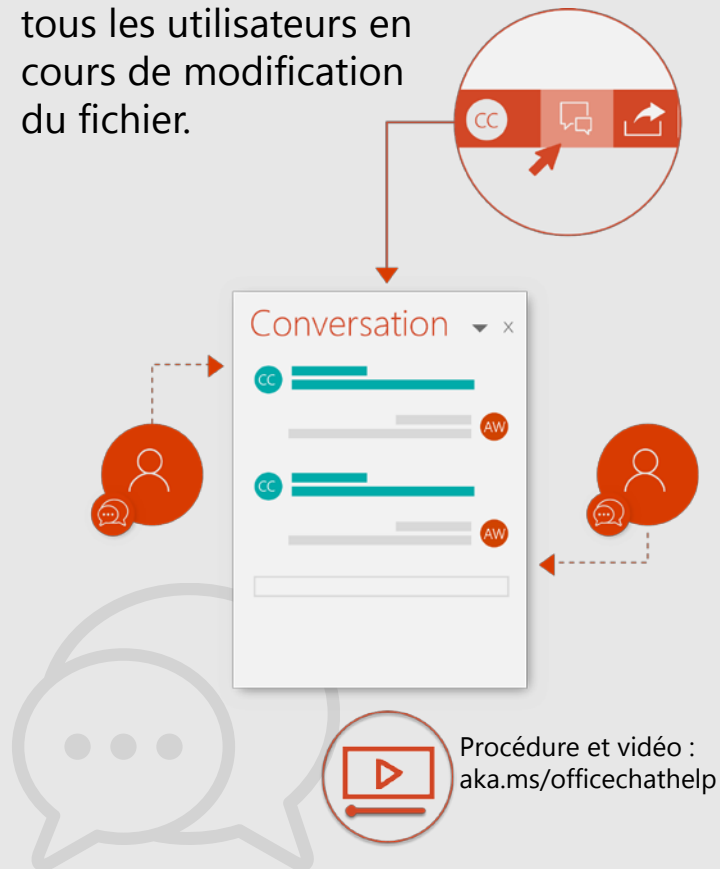 tous les utilisateurs en
cours de modification
du fichier.
CC
Conversation
x
CC
AW
CC
AW
Procédure et vidéo :
aka.ms/officechathelp